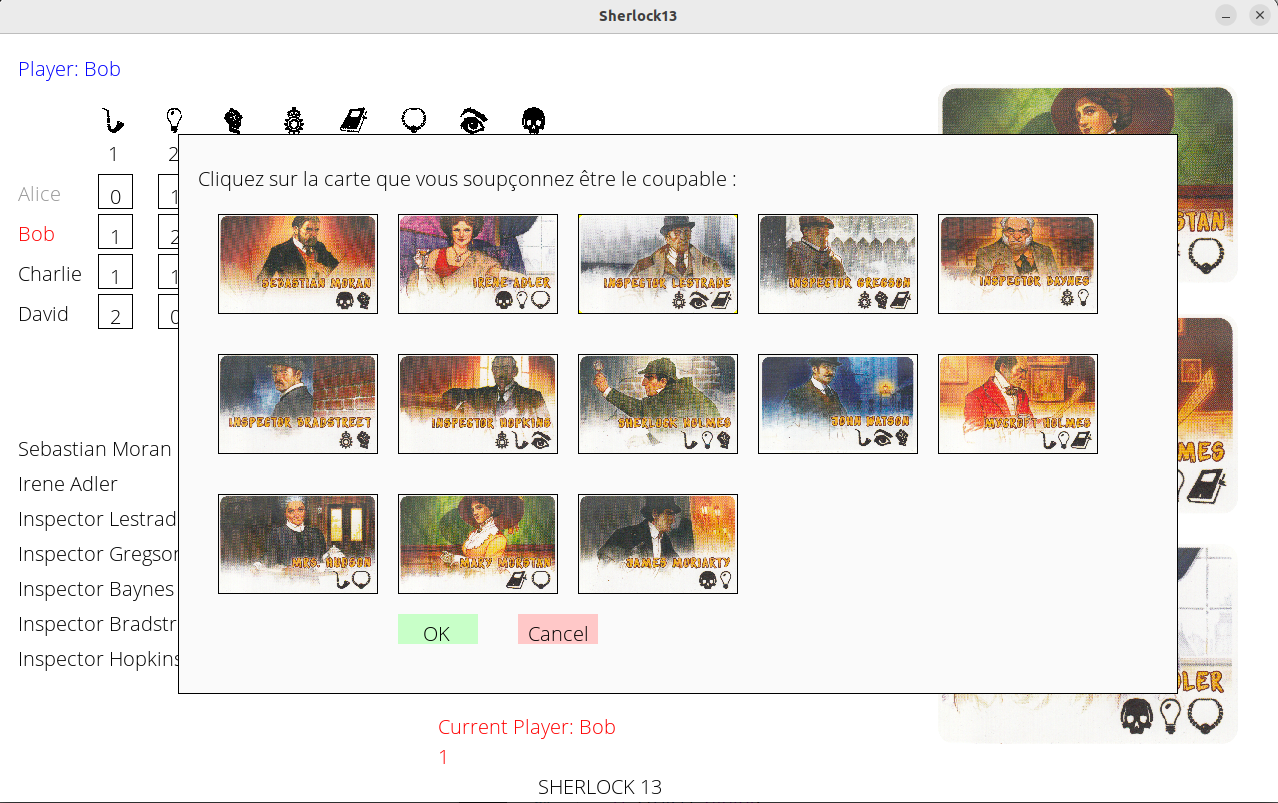 Sherlock13
Player: Bob
1 2
Alice 0 1
Bob 1 2
Charlie 1 1
David 2 0
STAN
Cliquez sur la carte que vous soupçonnez être le coupable :
SEBASTIAN MORAN
IRENE ADLER
INSPECTOR LESTRADE
INSPECTOR GREGSON
INSPECTOR BAYNES
INSPECTOR BRADSTREET
INSPECTOR HOPKINS
SHERLOCK HOLMES
JOHN WATSON
MYCROFT HOLMES
MRS. HUDSON
MARY MORSTAN
JAMES MORIARTY
OK
Cancel
Sebastian Moran
Irene Adler
Inspector Lestrad
Inspector Gregson
Inspector Baynes
Inspector Bradstr
Inspector Hopkins
MES
DLER
Current Player: Bob
1
SHERLOCK 13